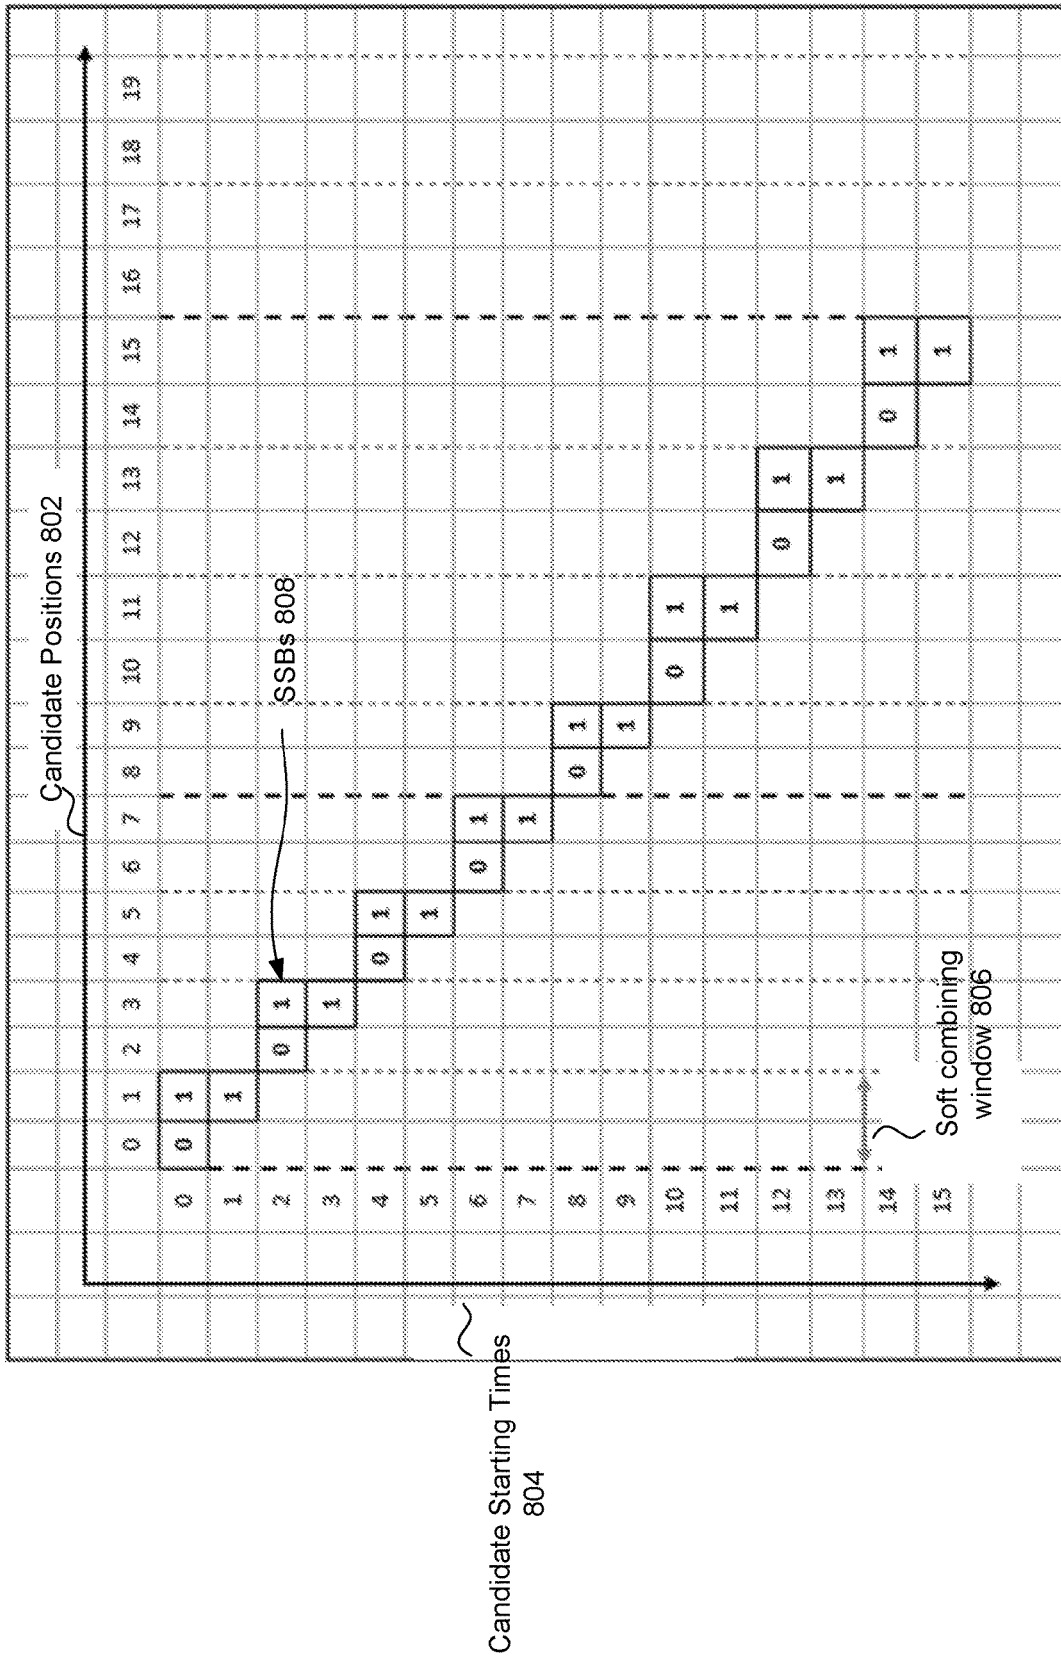 Candidate Positions 802
0 1 2 3 4 5 6 7 8 9 10 11 12 13 14 15 16 17 18 19
SSBs 808
0 0 1
1 1
2 0 1
3 1
4 0 1
5 1
6 0 1
7 1
8 0 1
9 1
10 0 1
11 1
12 0 1
13 1
14 0 1
15 1
Soft combining
window 806
Candidate Starting Times
804